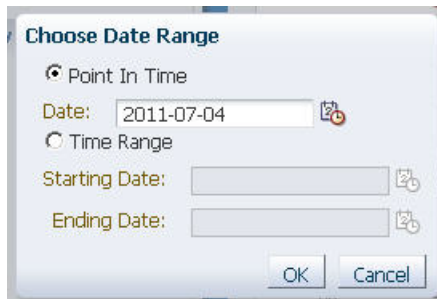 Choose Date Range
Point In Time
Date: 2011-07-04
Time Range
Starting Date:
Ending Date:
OK Cancel